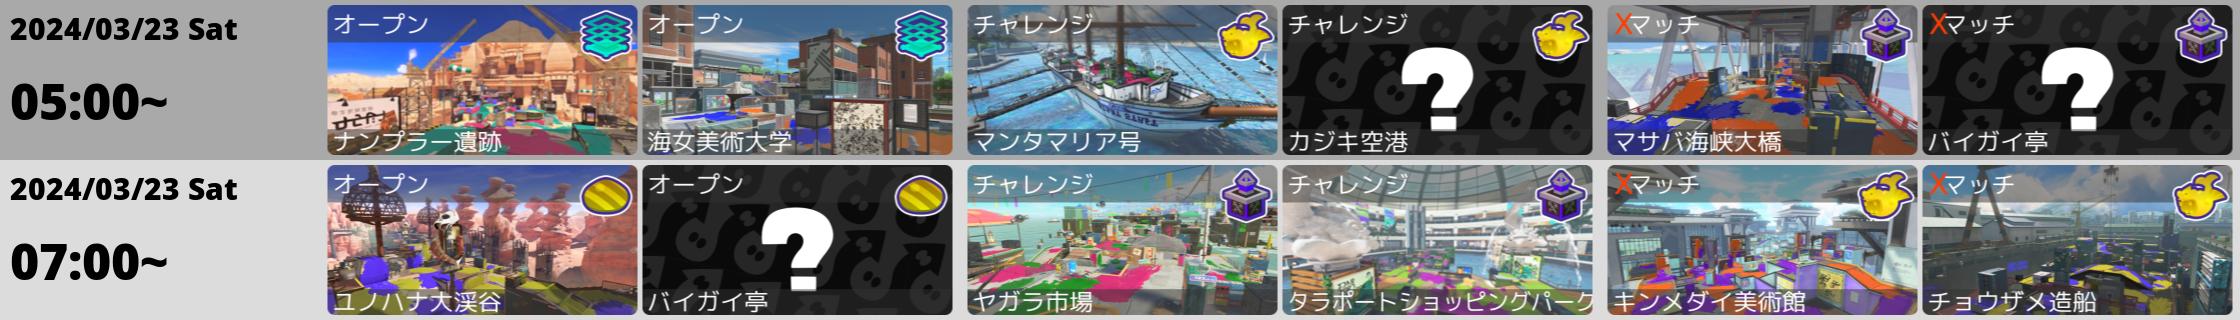 2024/03/23 Sat
05:00~
オープン
ナンプラー遺跡
オープン
海女美術大学
チャレンジ
マンタマリア号
チャレンジ
?
カジキ空港
Xマッチ
マサバ海峡大橋
Xマッチ
?
バイガイ亭
2024/03/23 Sat
07:00~
オープン
ユノハナ大渓谷
オープン
?
バイガイ亭
チャレンジ
ヤガラ市場
チャレンジ
タラポートショッピングパーク
Xマッチ
キンメダイ美術館
Xマッチ
チョウザメ造船